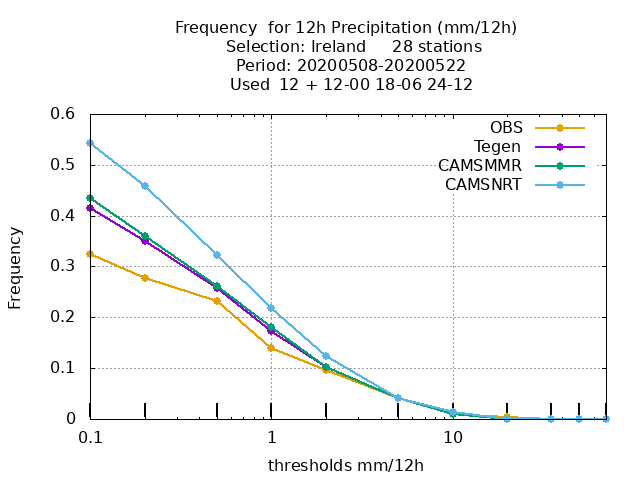 Frequency  for 12h Precipitation (mm/12h)
Selection: Ireland     28 stations
Period: 20200508-20200522
Used  12 + 12-00 18-06 24-12
OBS
Tegen
CAMSMMR
CAMSNRT
0.6
0.5
0.4
0.3
0.2
0.1
0
Frequency
0.1 1 10
thresholds mm/12h